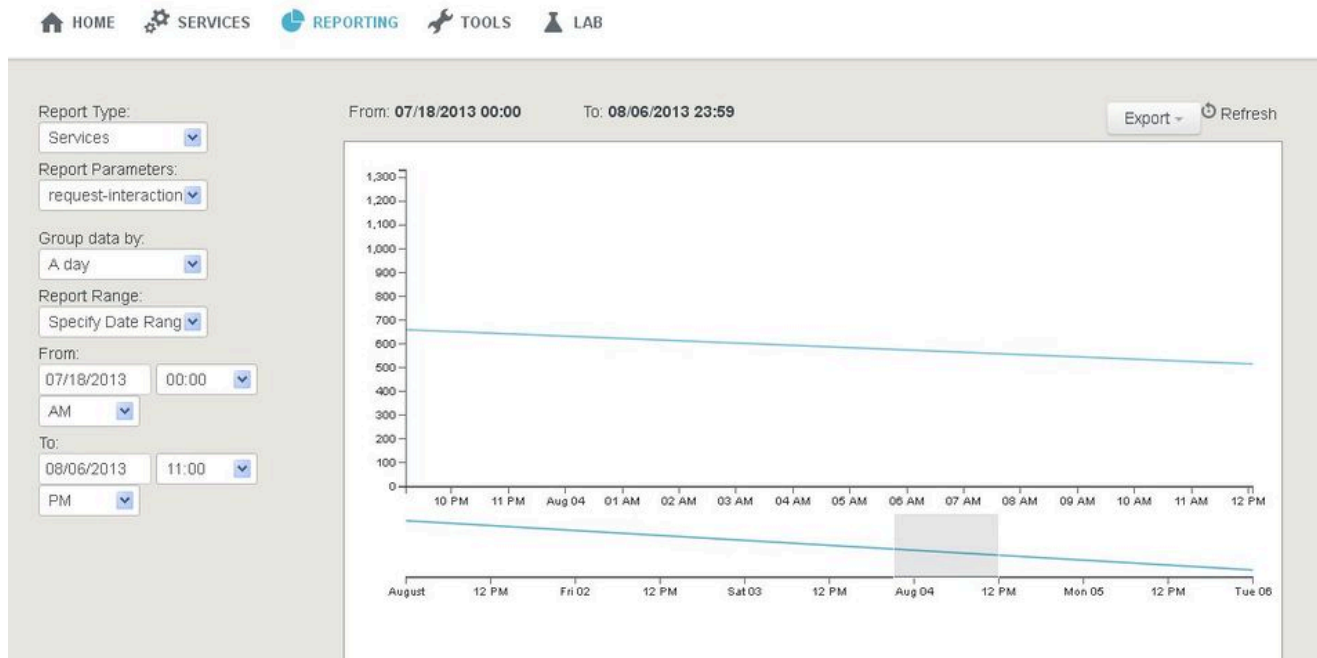 HOME SERVICES REPORTING TOOLS LAB
Report Type:
Services
Report Parameters:
request-interaction
Group data by:
A day
Report Range:
Specify Date Rang
From:
07/18/2013 00:00
AM
To:
08/06/2013 11:00
PM
From: 07/18/2013 00:00 To: 08/06/2013 23:59
Export Refresh
1,300
1,200
1,100
1,000
900
800
700
600
500
400
300
200
100
0
10 PM 11 PM Aug 04 01 AM 02 AM 03 AM 04 AM 05 AM 06 AM 07 AM 08 AM 09 AM 10 AM 11 AM 12 PM
August 12 PM Fri 02 12 PM Sat 03 12 PM Aug 04 12 PM Mon 05 12 PM Tue 06